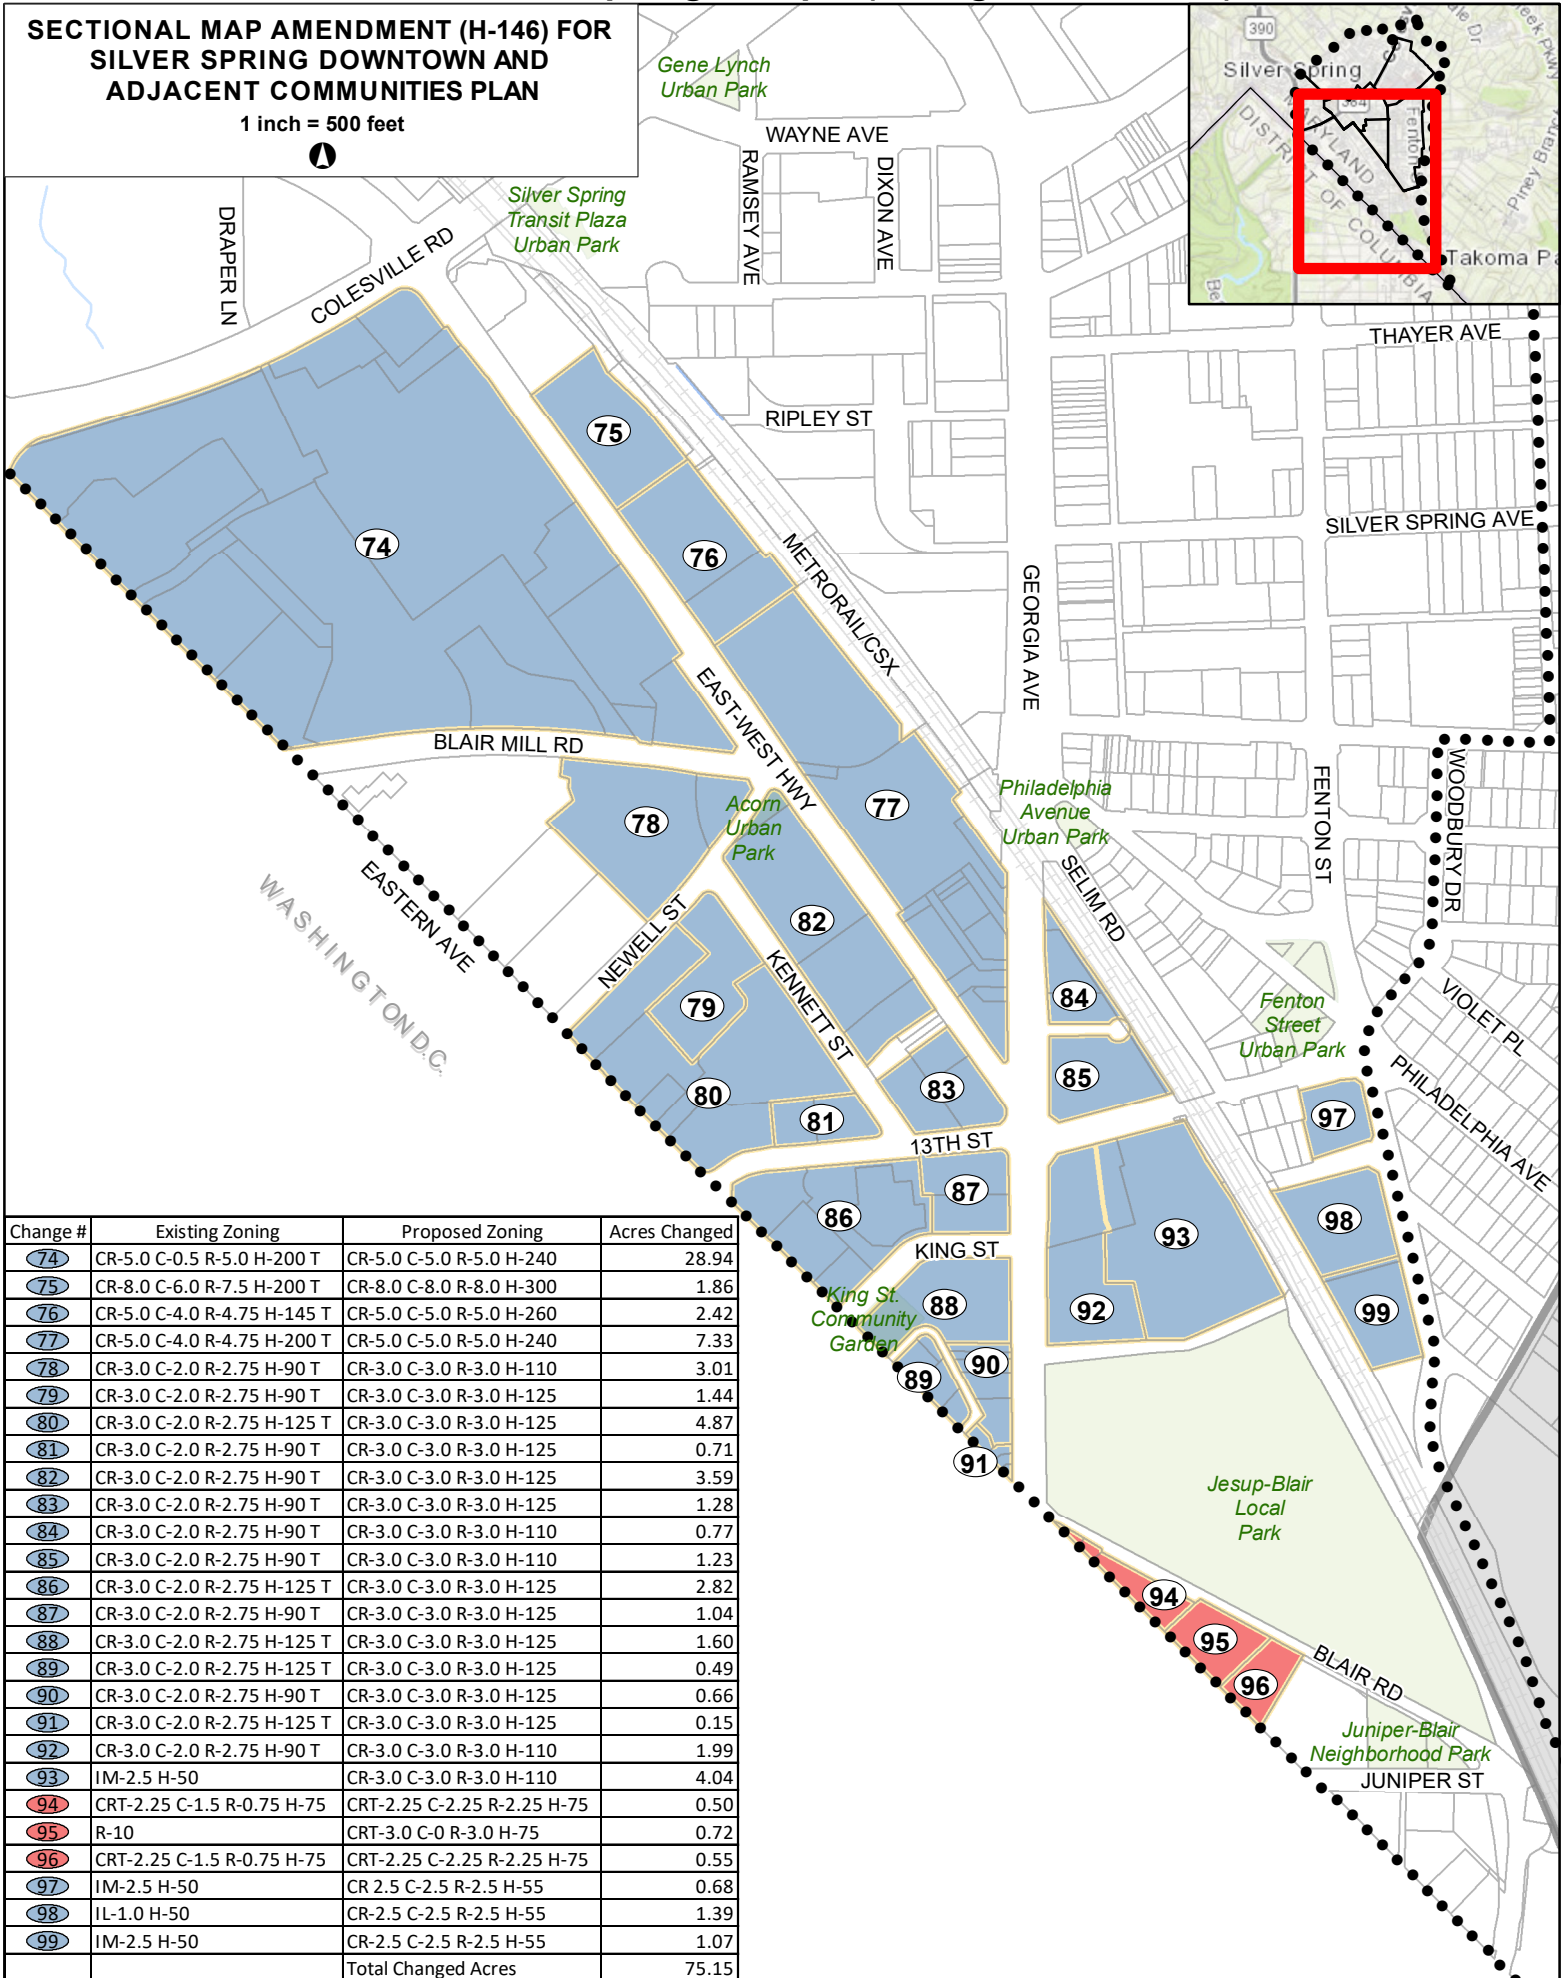 SECTIONAL MAP AMENDMENT (H-146) FOR
SILVER SPRING DOWNTOWN AND
ADJACENT COMMUNITIES PLAN
1 inch = 500 feet
390
Silver Spring
384
MARYLAND
DISTRICT OF COLUMBIA
Fenton
Piney Branch
Takoma Pa
Gene Lynch
Urban Park
WAYNE AVE
RAMSEY AVE
DIXON AVE
Silver Spring
Transit Plaza
Urban Park
DRAPER LN
COLESVILLE RD
THAYER AVE
RIPLEY ST
75
SILVER SPRING AVE
74
76
METRORAIL/CSX
GEORGIA AVE
EAST-WEST HWY
BLAIR MILL RD
WOODBURY DR
FENTON ST
Philadelphia
Avenue
Urban Park
77
78
Acorn
Urban
Park
SELIM RD
EASTERN AVE
WASHINGTON D.C.
82
NEWELL ST
KENNETT ST
79
84
Fenton
Street
Urban Park
VIOLET PL
PHILADELPHIA AVE
85
83
80
81
97
13TH ST
87
86
93
98
KING ST
88
92
99
King St.
Community
Garden
90
89
91
Jesup-Blair
Local
Park
94
95
96
BLAIR RD
Juniper-Blair
Neighborhood Park
JUNIPER ST
Change # Existing Zoning Proposed Zoning Acres Changed
74 CR-5.0 C-0.5 R-5.0 H-200 T CR-5.0 C-5.0 R-5.0 H-240 28.94
75 CR-8.0 C-6.0 R-7.5 H-200 T CR-8.0 C-8.0 R-8.0 H-300 1.86
76 CR-5.0 C-4.0 R-4.75 H-145 T CR-5.0 C-5.0 R-5.0 H-260 2.42
77 CR-5.0 C-4.0 R-4.75 H-200 T CR-5.0 C-5.0 R-5.0 H-240 7.33
78 CR-3.0 C-2.0 R-2.75 H-90 T CR-3.0 C-3.0 R-3.0 H-110 3.01
79 CR-3.0 C-2.0 R-2.75 H-90 T CR-3.0 C-3.0 R-3.0 H-125 1.44
80 CR-3.0 C-2.0 R-2.75 H-125 T CR-3.0 C-3.0 R-3.0 H-125 4.87
81 CR-3.0 C-2.0 R-2.75 H-90 T CR-3.0 C-3.0 R-3.0 H-125 0.71
82 CR-3.0 C-2.0 R-2.75 H-90 T CR-3.0 C-3.0 R-3.0 H-125 3.59
83 CR-3.0 C-2.0 R-2.75 H-90 T CR-3.0 C-3.0 R-3.0 H-125 1.28
84 CR-3.0 C-2.0 R-2.75 H-90 T CR-3.0 C-3.0 R-3.0 H-110 0.77
85 CR-3.0 C-2.0 R-2.75 H-90 T CR-3.0 C-3.0 R-3.0 H-110 1.23
86 CR-3.0 C-2.0 R-2.75 H-125 T CR-3.0 C-3.0 R-3.0 H-125 2.82
87 CR-3.0 C-2.0 R-2.75 H-90 T CR-3.0 C-3.0 R-3.0 H-125 1.04
88 CR-3.0 C-2.0 R-2.75 H-125 T CR-3.0 C-3.0 R-3.0 H-125 1.60
89 CR-3.0 C-2.0 R-2.75 H-125 T CR-3.0 C-3.0 R-3.0 H-125 0.49
90 CR-3.0 C-2.0 R-2.75 H-90 T CR-3.0 C-3.0 R-3.0 H-125 0.66
91 CR-3.0 C-2.0 R-2.75 H-125 T CR-3.0 C-3.0 R-3.0 H-125 0.15
92 CR-3.0 C-2.0 R-2.75 H-90 T CR-3.0 C-3.0 R-3.0 H-110 1.99
93 IM-2.5 H-50 CR-3.0 C-3.0 R-3.0 H-110 4.04
94 CRT-2.25 C-1.5 R-0.75 H-75 CRT-2.25 C-2.25 R-2.25 H-75 0.50
95 R-10 CRT-3.0 C-0 R-3.0 H-75 0.72
96 CRT-2.25 C-1.5 R-0.75 H-75 CRT-2.25 C-2.25 R-2.25 H-75 0.55
97 IM-2.5 H-50 CR 2.5 C-2.5 R-2.5 H-55 0.68
98 IL-1.0 H-50 CR-2.5 C-2.5 R-2.5 H-55 1.39
99 IM-2.5 H-50 CR-2.5 C-2.5 R-2.5 H-55 1.07
Total Changed Acres 75.15